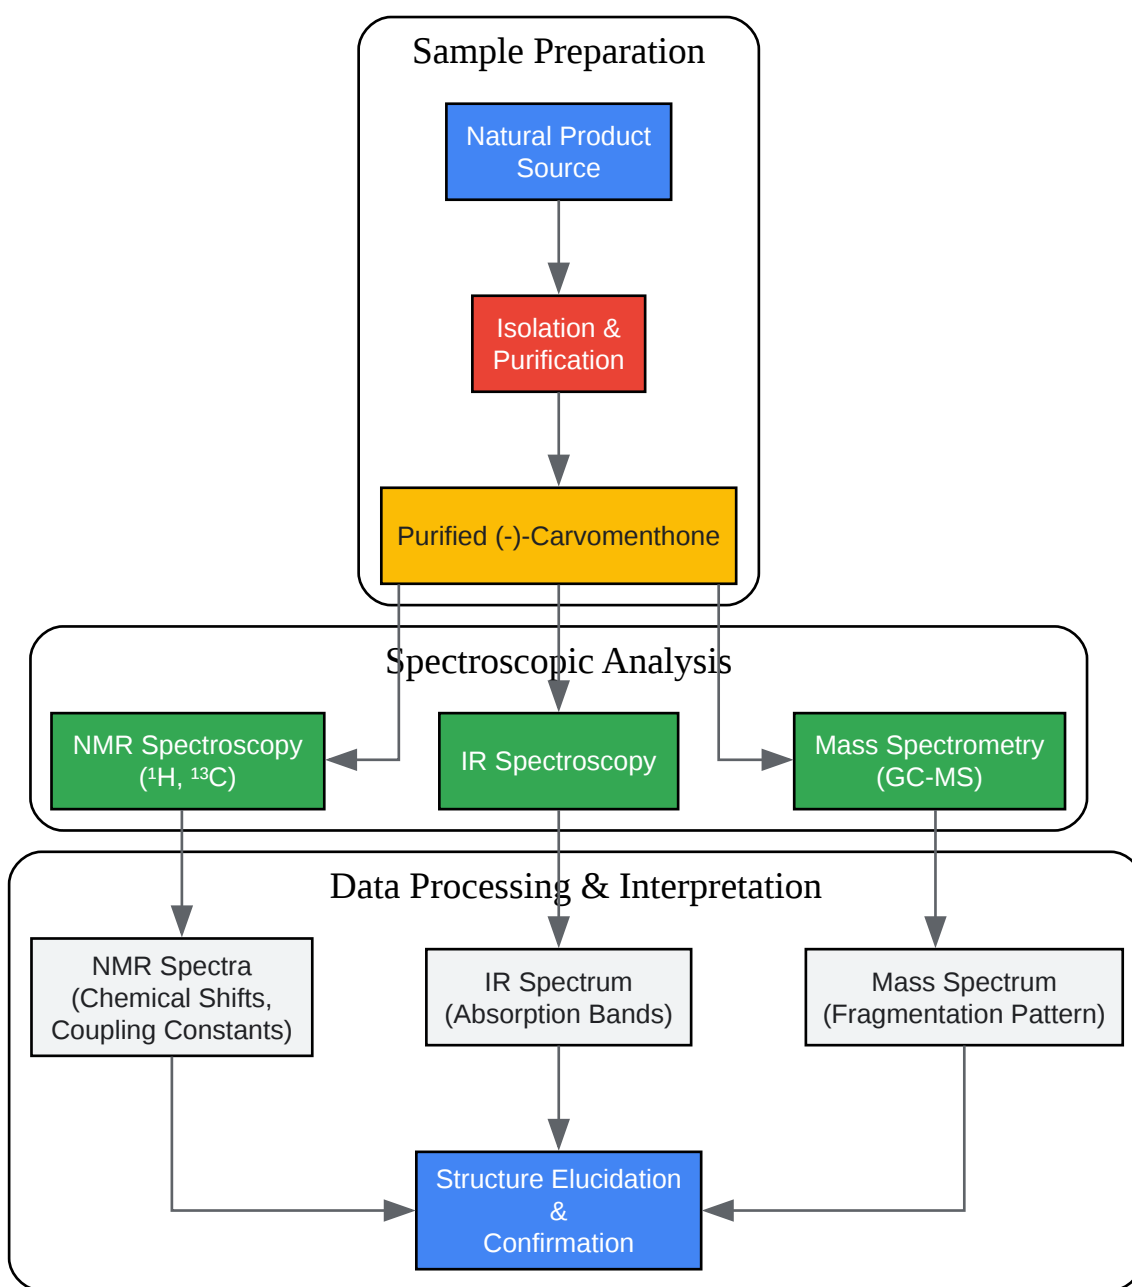 Sample Preparation
Natural Product
Source
Isolation &
Purification
Purified (-)-Carvomenthone
Spectroscopic Analysis
NMR Spectroscopy
(¹H, ¹³C)
IR Spectroscopy
Mass Spectrometry
(GC-MS)
Data Processing & Interpretation
NMR Spectra
(Chemical Shifts,
Coupling Constants)
IR Spectrum
(Absorption Bands)
Mass Spectrum
(Fragmentation Pattern)
Structure Elucidation
&
Confirmation